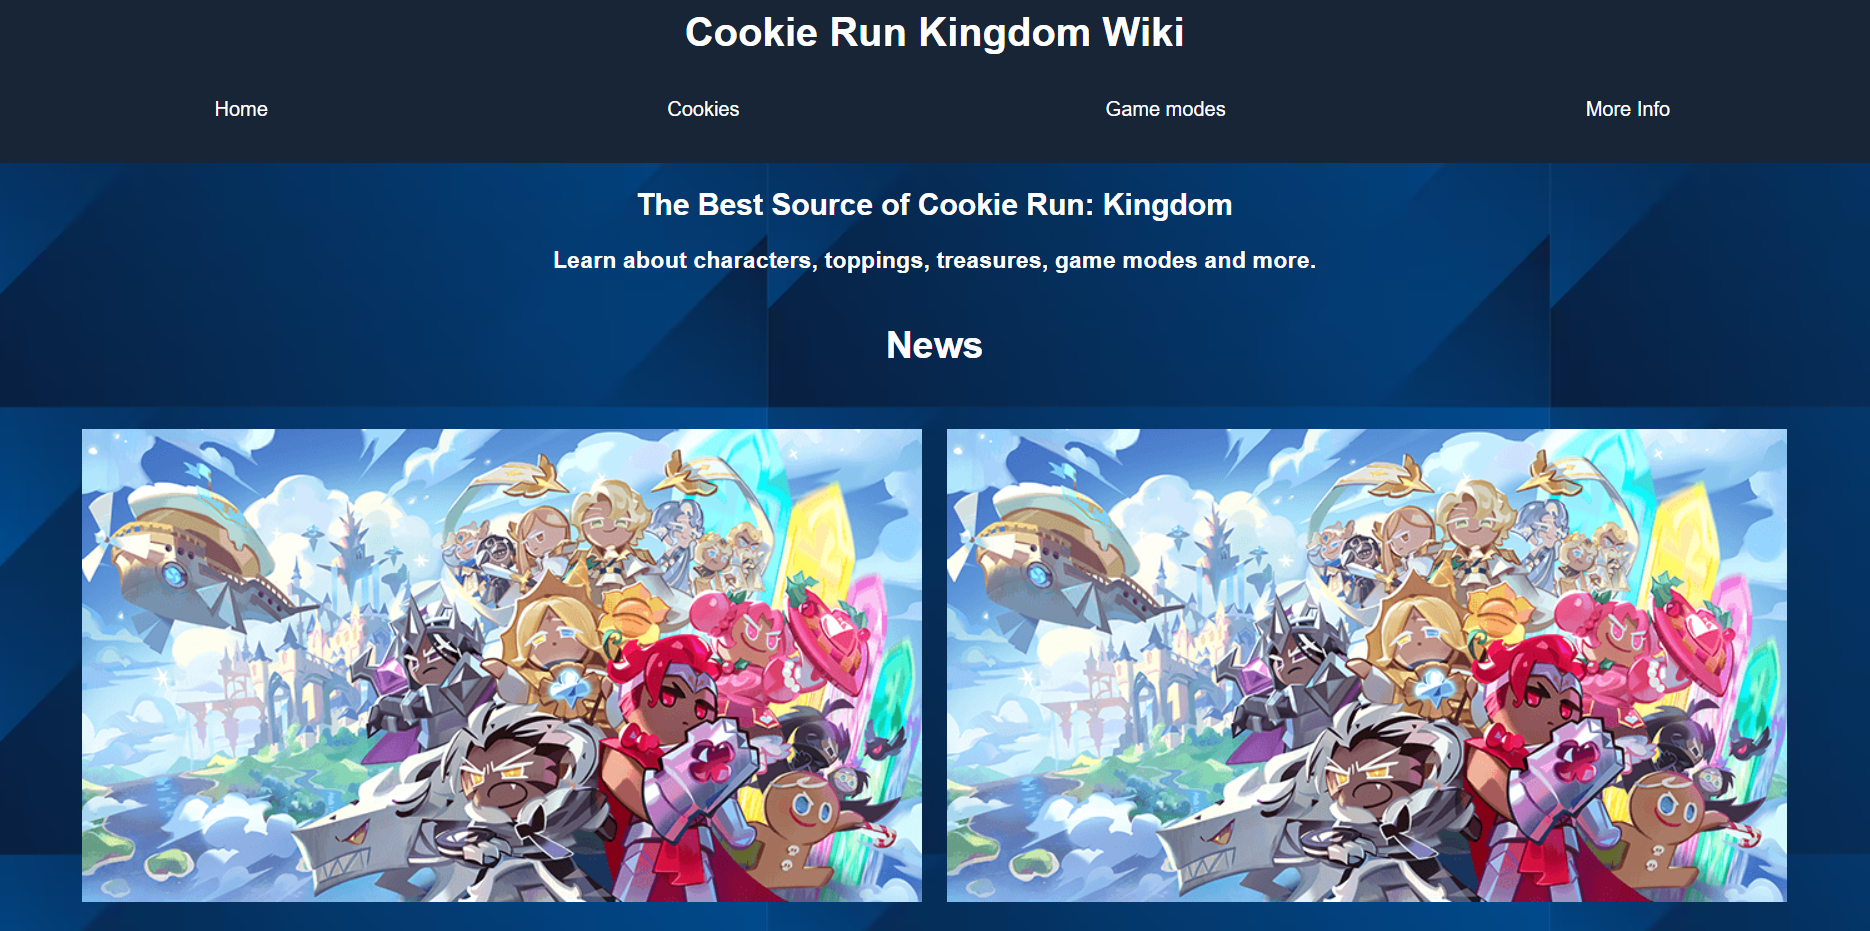 Cookie Run Kingdom Wiki
Home Cookies Game modes More Info
The Best Source of Cookie Run: Kingdom
Learn about characters, toppings, treasures, game modes and more.
News